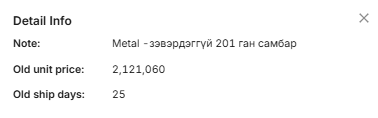 Detail Info
Note: Metal -зэвэрдэггүй 201 ган самбар
Old unit price: 2,121,060
Old ship days: 25